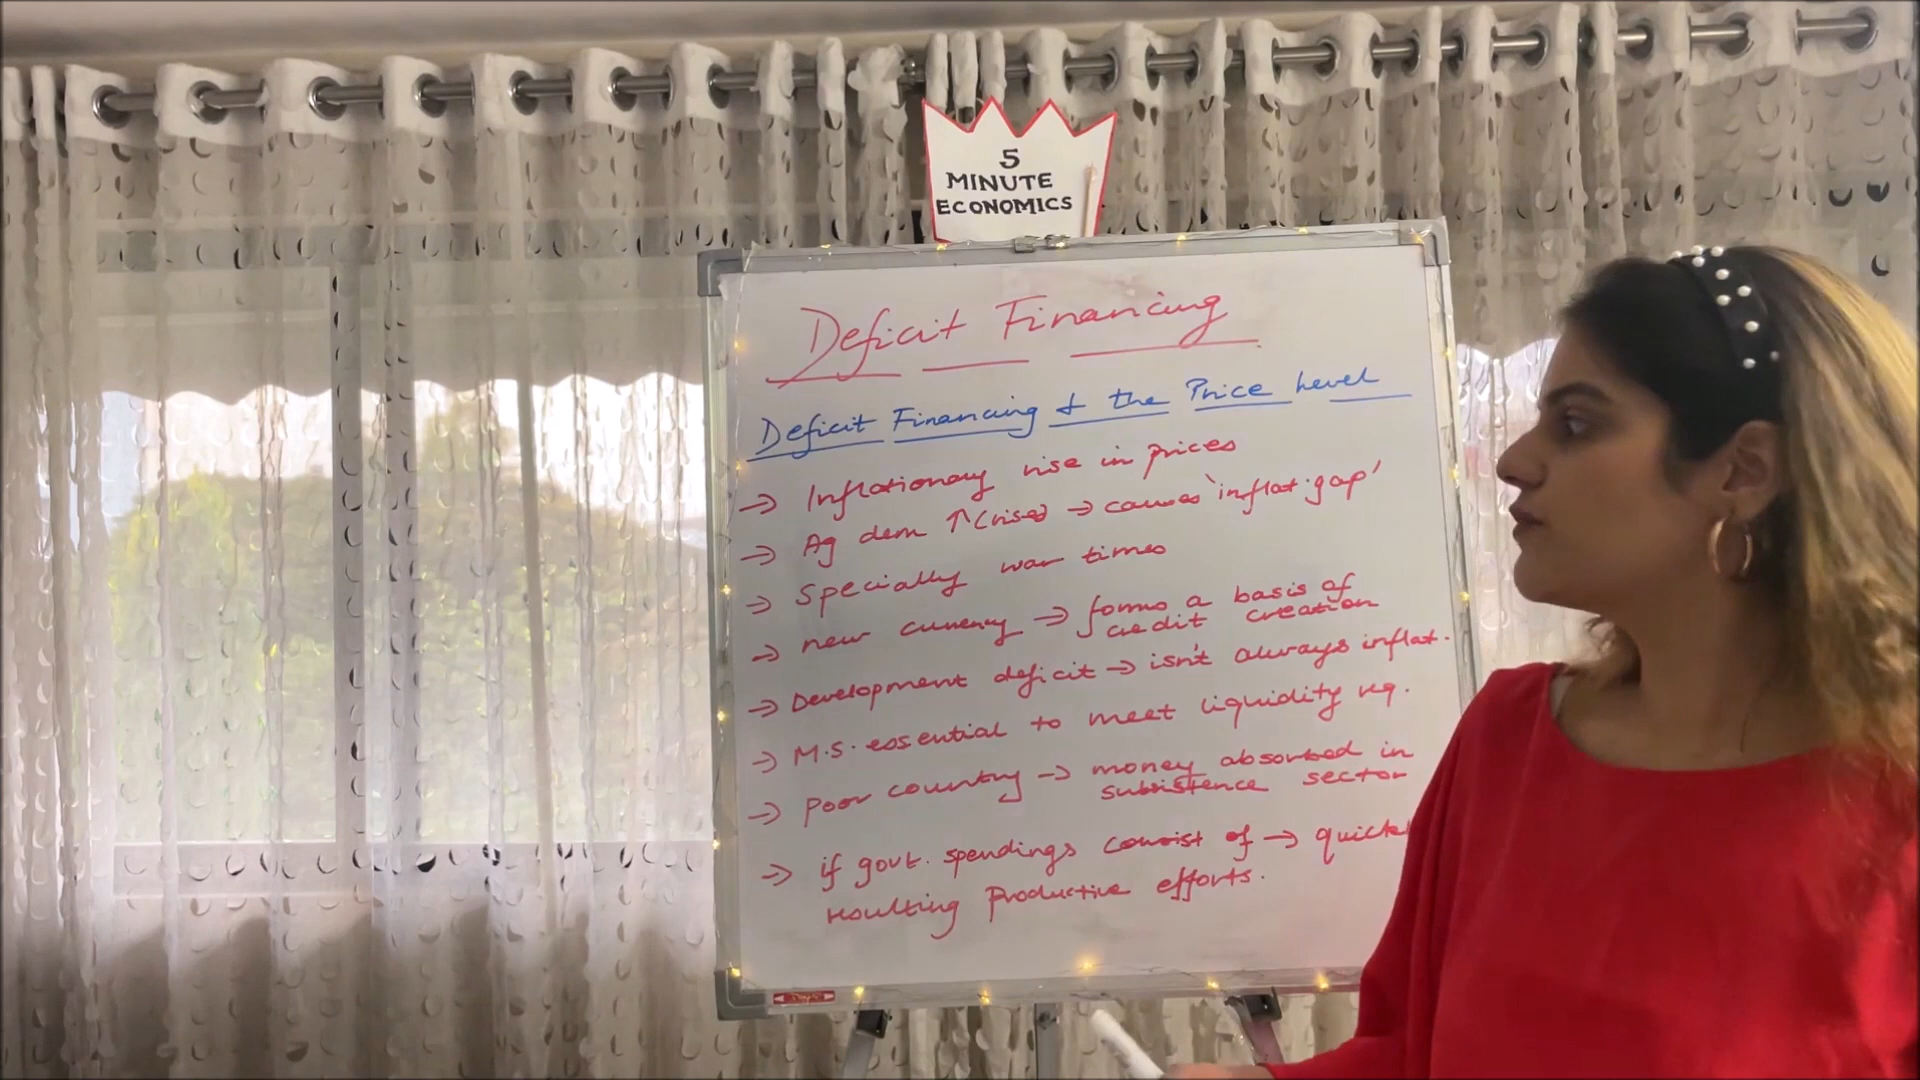 5
MINUTE
ECONOMICS
Deficit Financing
Deficit Financing & the Price Level
→ Inflationary rise in prices
→ Ag dem ↑(rises) → causes 'inflat. gap'
→ Specially war times
→ new currency → forms a basis of
credit creation
→ Development deficit → isn't always inflat.
→ M.S. essential to meet liquidity req.
→ Poor country → money absorbed in
subsistence sector
→ if govt. spendings consist of → quick
resulting Productive efforts.